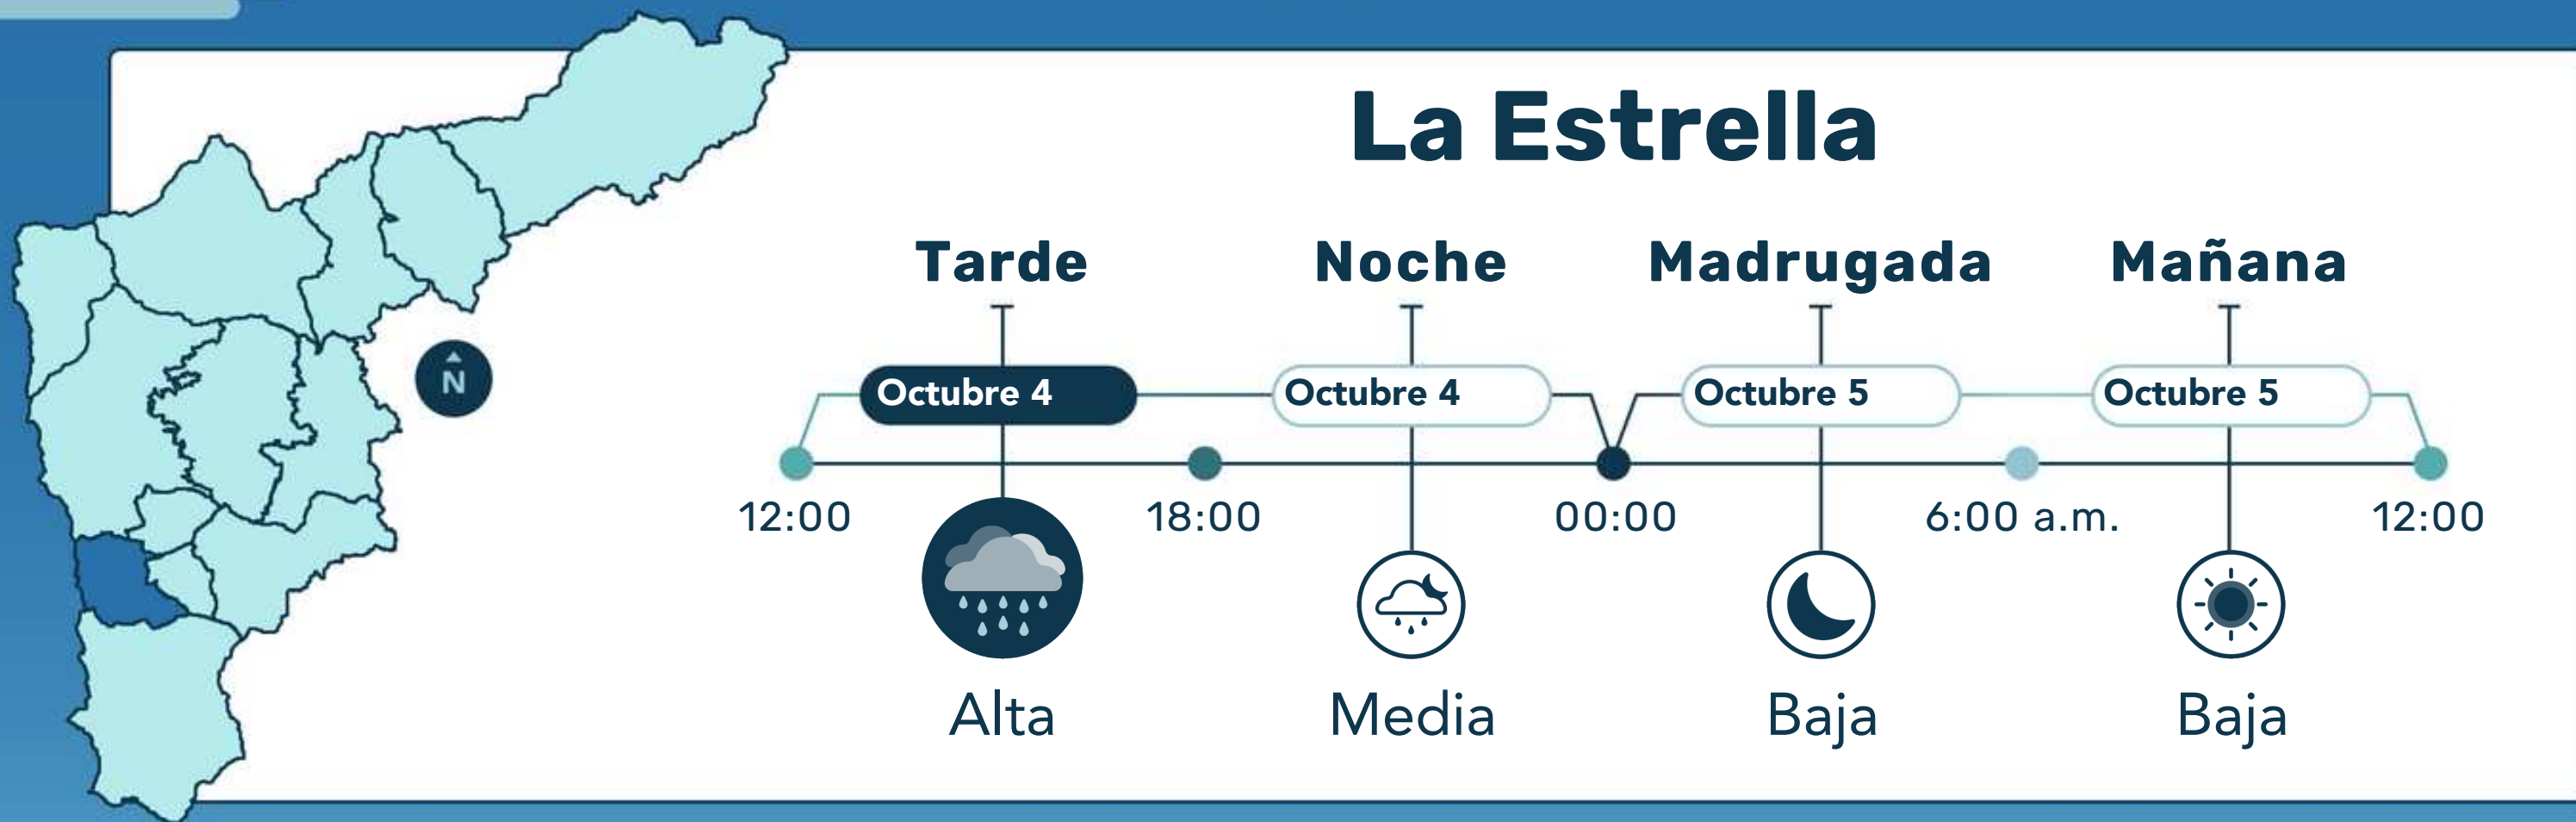 La Estrella
Tarde Noche Madrugada Mañana
N
Octubre 4 Octubre 4 Octubre 5 Octubre 5
12:00 18:00 00:00 6:00 a.m. 12:00
Alta Media Baja Baja